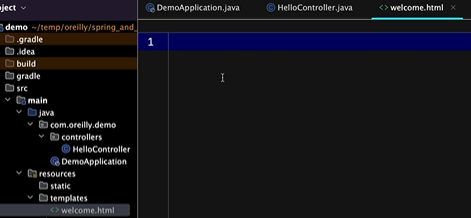 ject
DemoApplication.java
HelloController.java
welcome.html
demo ~/temp/oreilly/spring_and_
.gradle
.idea
build
gradle
src
main
java
com.oreilly.demo
controllers
HelloController
DemoApplication
resources
static
templates
<> welcome.html
1